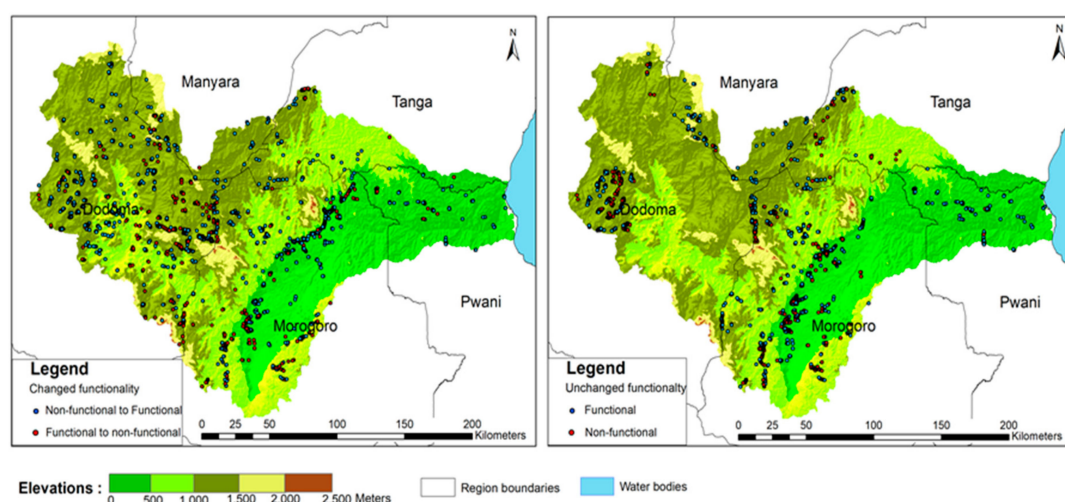 N
Manyara
Tanga
Dodoma
Pwani
Morogoro
Legend
Changed functionality
Non-functional to Functional
Functional to non-functional
0 50 100 150 200
Kilometers
N
Manyara
Tanga
Dodoma
Pwani
Morogoro
Legend
Unchanged functionalty
Functional
Non-functional
0 25 50 100 150 200
Kilometers
Elevations :
0 500 1 000 1 500 2 000 2 500 Meters
Region boundaries
Water bodies